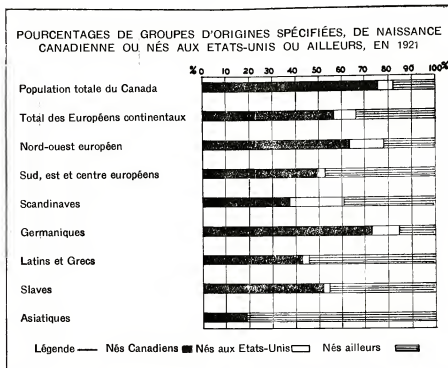 POURCENTAGES DE GROUPES D'ORIGINES SPÉCIFIÉES, DE NAISSANCE
CANADIENNE OU NÉS AUX ETATS-UNIS OU AILLEURS, EN 1921
% 0 10 20 30 40 50 60 70 80 90 100%
Population totale du Canada
Total des Européens continentaux
Nord-ouest européen
Sud, est et centre européens
Scandinaves
Germaniques
Latins et Grecs
Slaves
Asiatiques
Légende — Nés Canadiens Nés aux Etats-Unis Nés ailleurs